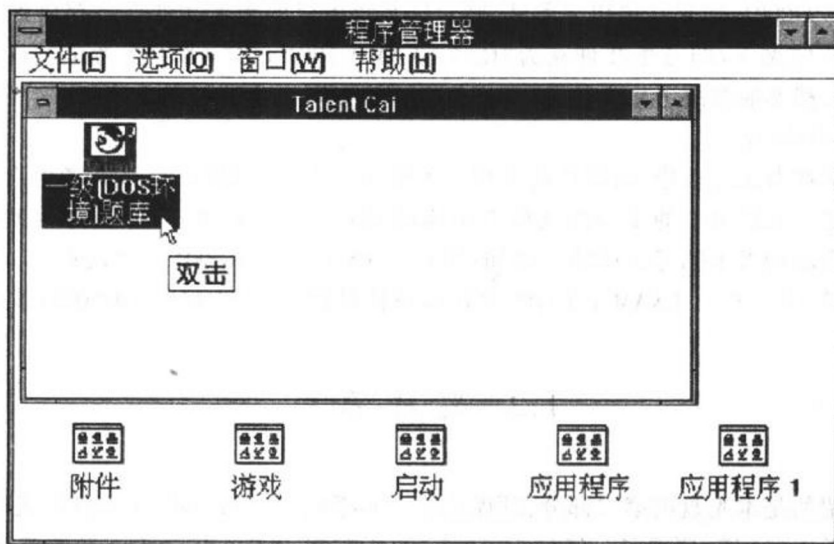 程序管理器
文件(F) 选项(O) 窗口(W) 帮助(H)
Talent Cai
一级[DOS环
境]题库
双击
附件 游戏 启动 应用程序 应用程序 1